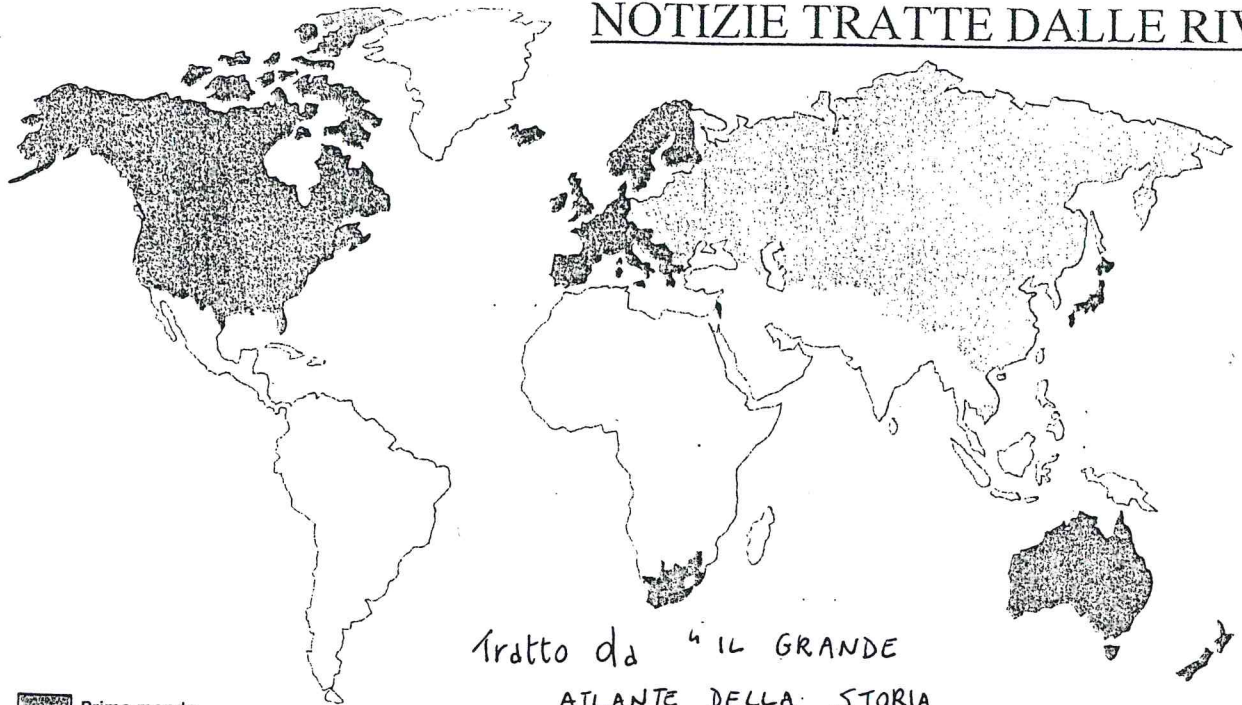 NOTIZIE TRATTE DALLE RIV
Tratto da "IL GRANDE
ATLANTE DELLA STORIA
Primo mondo